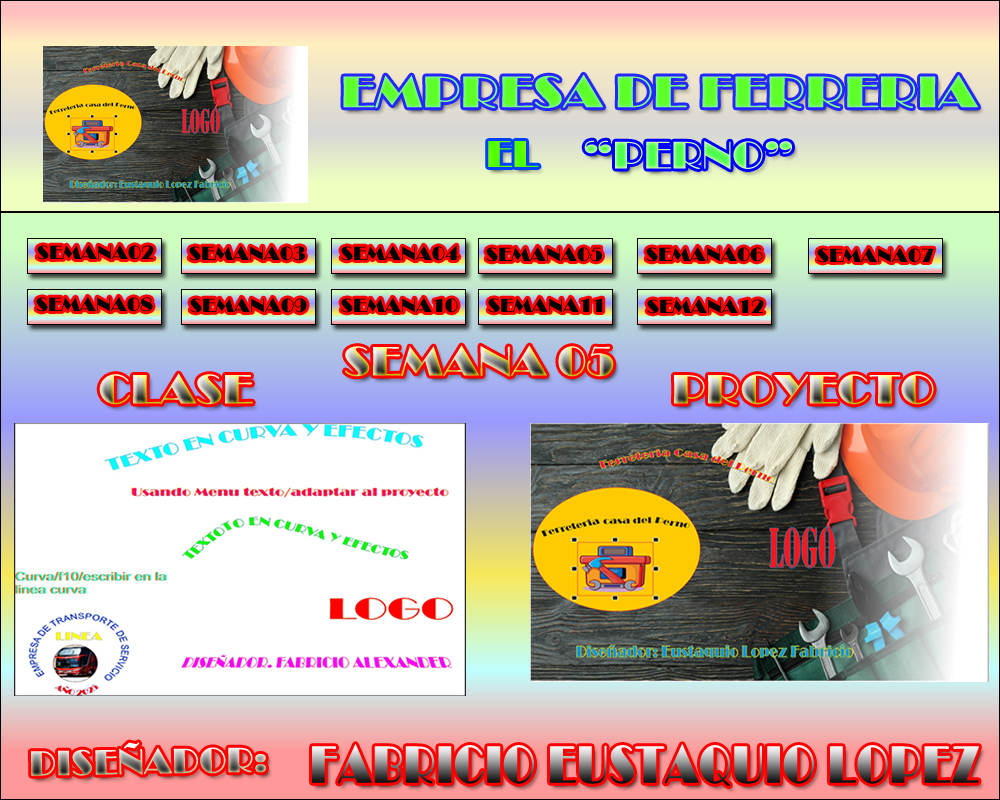 Ferreteria Casa del Perno
Ferreteria casa del Perno
LOGO
Diseñador: Eustaquio Lopez Fabricio
EMPRESA DE FERRERIA
EL "PERNO"
SEMANA02 SEMANA03 SEMANA04 SEMANA05 SEMANA06 SEMANA07
SEMANA08 SEMANA09 SEMANA10 SEMANA11 SEMANA12
SEMANA 05
CLASE
PROYECTO
TEXTO EN CURVA Y EFECTOS
Usando Menu texto/adaptar al proyecto
TEXTOTO EN CURVA Y EFECTOS
Curva/f10/escribir en la
linea curva
LOGO
EMPRESA DE TRANSPORTE DE SERVICIO
LINEA
AÑO 2025
DISEÑADOR. FABRICIO ALEXANDER
Ferreteria Casa del Perno
Ferreteria casa del Perno
LOGO
Diseñador: Eustaquio Lopez Fabricio
DISEÑADOR: FABRICIO EUSTAQUIO LOPEZ